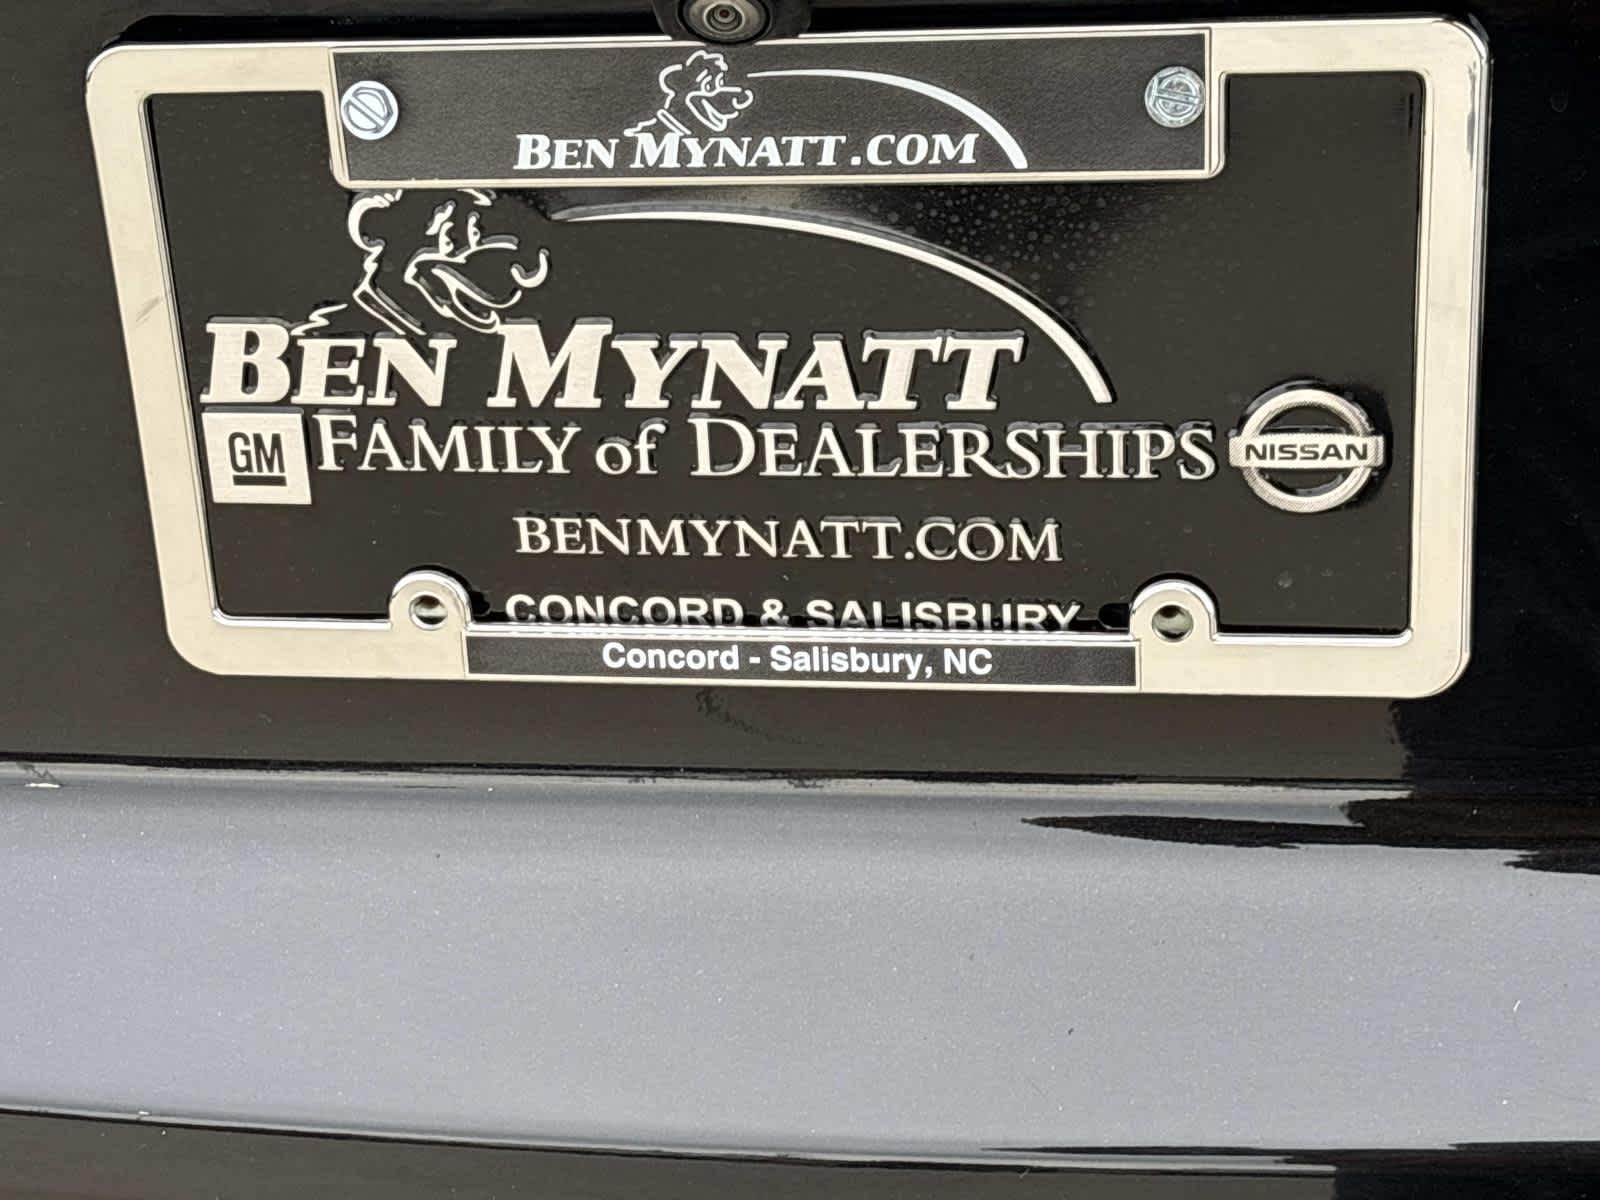 BEN MYNATT.COM
BEN MYNATT
GM FAMILY of DEALERSHIPS NISSAN
BENMYNATT.COM
CONCORD & SALISBURY
Concord - Salisbury, NC